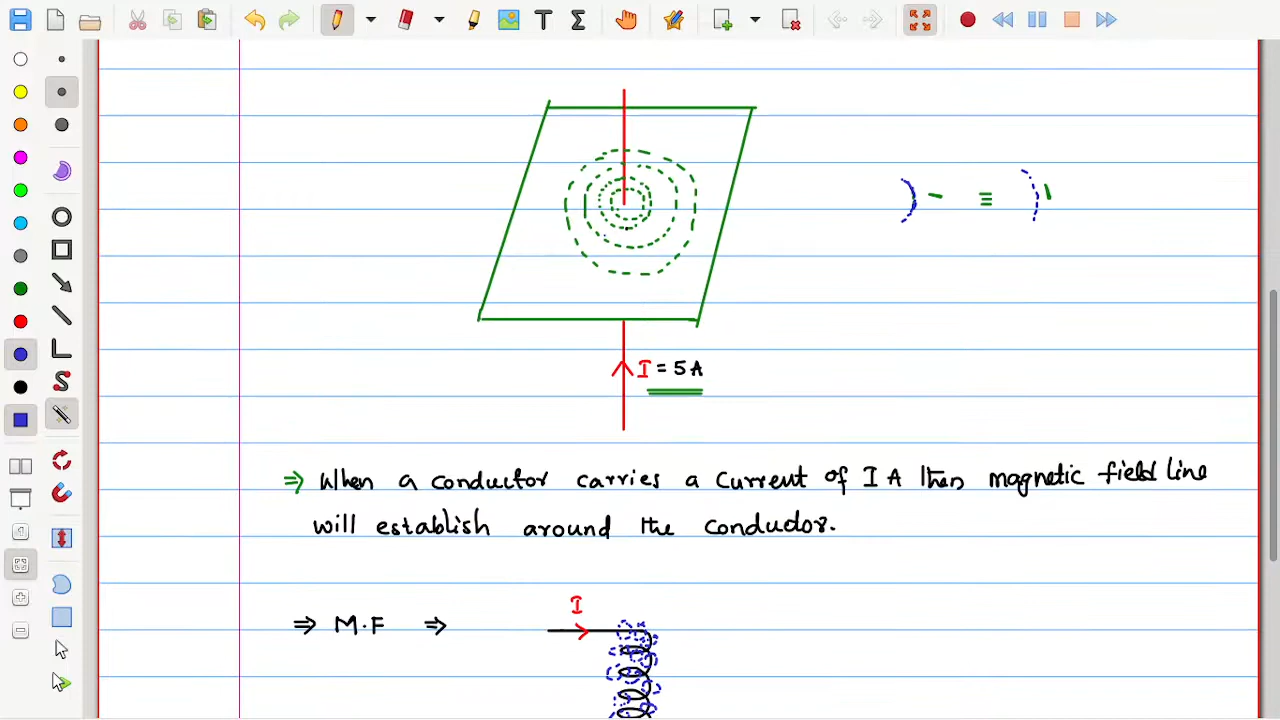 I = 5 A
⇒ When a conductor carries a current of I A then magnetic field line
will establish around the conductor.
I
⇒ M.F ⇒